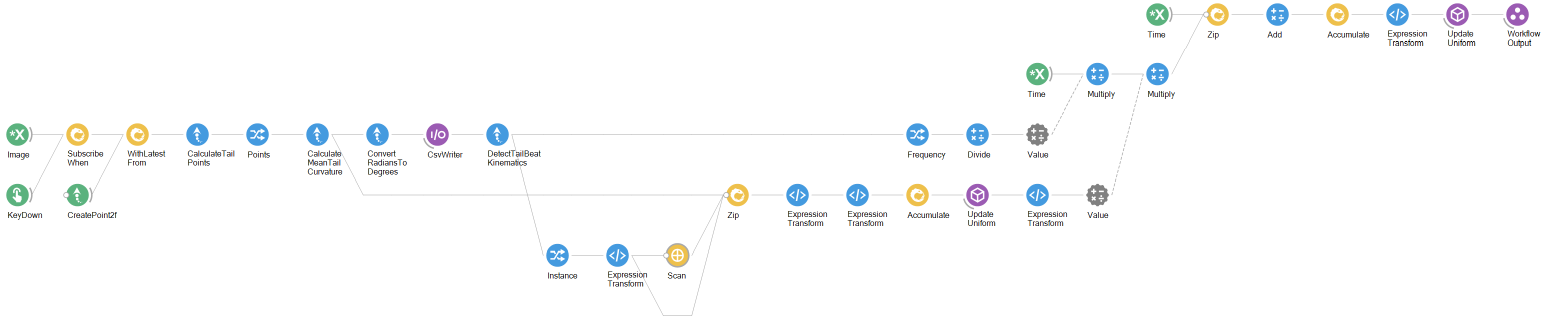 *X
Time
Zip
Add
Accumulate
</>
Expression
Transform
Update
Uniform
Workflow
Output
*X
Time
Multiply
Multiply
*X
Image
Subscribe
When
WithLatest
From
CalculateTail
Points
Points
Calculate
MeanTail
Curvature
Convert
RadiansTo
Degrees
I/O
CsvWriter
DetectTailBeat
Kinematics
Frequency
Divide
Value
KeyDown
CreatePoint2f
Zip
</>
Expression
Transform
</>
Expression
Transform
Accumulate
Update
Uniform
</>
Expression
Transform
Value
Instance
</>
Expression
Transform
Scan